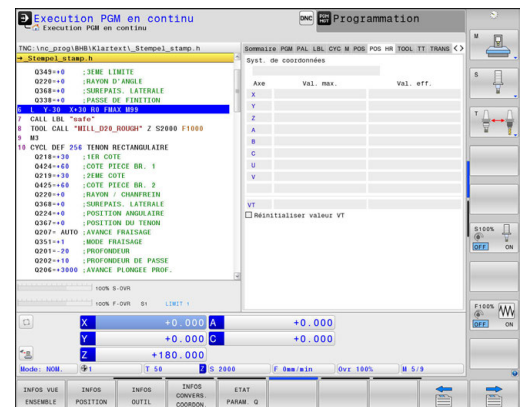 Execution PGM en continu
Execution PGM en continu
DNC
Programmation
TNC:\nc_prog\BHB\Klartext\_Stempel_stamp.h
→_Stempel_stamp.h
Q349=+0 ;3EME LIMITE
Q220=+0 ;RAYON D'ANGLE
Q368=+0 ;SUREPAIS. LATERALE
Q338=+0 ;PASSE DE FINITION
6 L Y-30 X+30 R0 FMAX M99
7 CALL LBL "safe"
8 TOOL CALL "MILL_D20_ROUGH" Z S2000 F1000
9 M3
10 CYCL DEF 256 TENON RECTANGULAIRE
Q218=+30 ;1ER COTE
Q424=+60 ;COTE PIECE BR. 1
Q219=+30 ;2EME COTE
Q425=+60 ;COTE PIECE BR. 2
Q220=+0 ;RAYON / CHANFREIN
Q368=+0 ;SUREPAIS. LATERALE
Q224=+0 ;POSITION ANGULAIRE
Q367=+0 ;POSITION DU TENON
Q207= AUTO ;AVANCE FRAISAGE
Q351=+1 ;MODE FRAISAGE
Q201=-20 ;PROFONDEUR
Q202=+10 ;PROFONDEUR DE PASSE
Q206=+3000 ;AVANCE PLONGEE PROF.
Sommaire PGM PAL LBL CYC M POS POS HR TOOL TT TRANS
Syst. de coordonnées
Axe Val. max. Val. eff.
X
Y
Z
A
B
C
U
V
VT
Réinitialiser valeur VT
100% S-OVR
100% F-OVR S1 LIMIT 1
X +0.000 A +0.000
Y +0.000 C +0.000
Z +180.000
Mode: NOM. 1 T 50 Z S 2000 F 0mm/min Ovr 100% M 5/9
INFOS VUE ENSEMBLE
INFOS POSITION
INFOS OUTIL
INFOS CONVERS. COORDON.
ETAT PARAM. Q
M
S
T
S100%
OFF ON
F100%
OFF ON